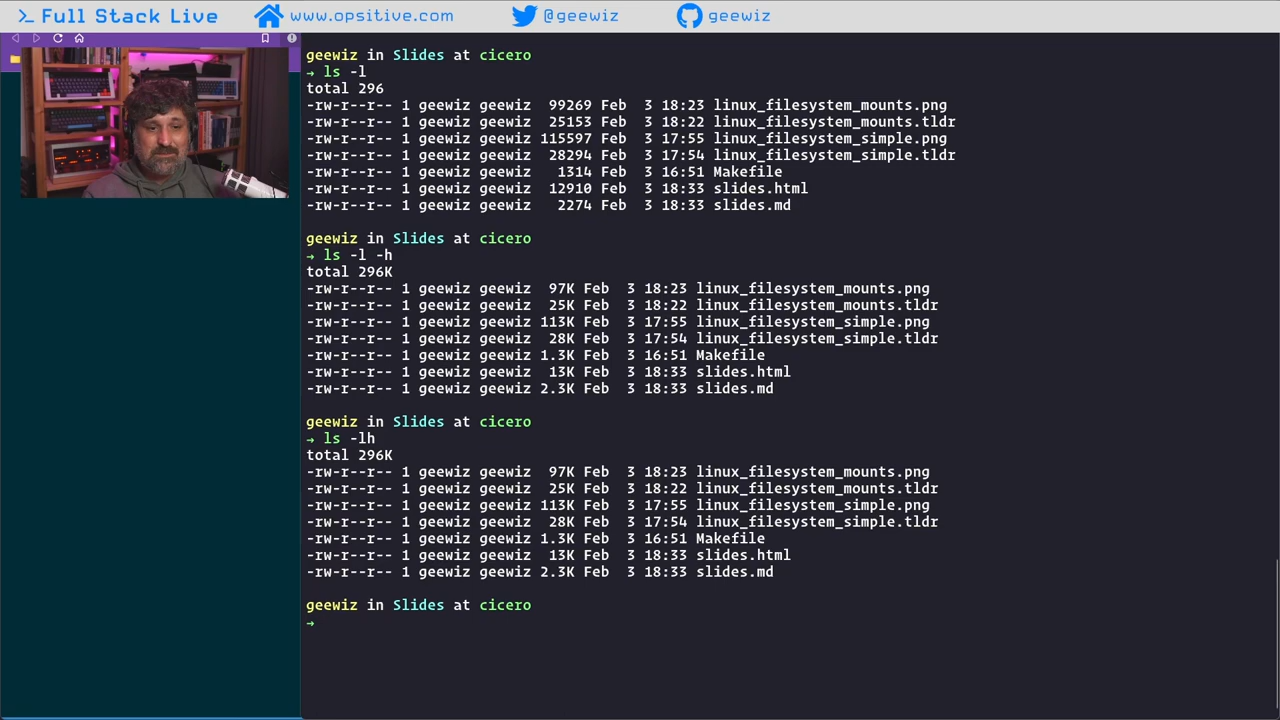 >_ Full Stack Live www.opsitive.com @geewiz geewiz
geewiz in Slides at cicero
→ ls -l
total 296
-rw-r--r-- 1 geewiz geewiz  99269 Feb  3 18:23 linux_filesystem_mounts.png
-rw-r--r-- 1 geewiz geewiz  25153 Feb  3 18:22 linux_filesystem_mounts.tldr
-rw-r--r-- 1 geewiz geewiz 115597 Feb  3 17:55 linux_filesystem_simple.png
-rw-r--r-- 1 geewiz geewiz  28294 Feb  3 17:54 linux_filesystem_simple.tldr
-rw-r--r-- 1 geewiz geewiz   1314 Feb  3 16:51 Makefile
-rw-r--r-- 1 geewiz geewiz  12910 Feb  3 18:33 slides.html
-rw-r--r-- 1 geewiz geewiz   2274 Feb  3 18:33 slides.md
geewiz in Slides at cicero
→ ls -l -h
total 296K
-rw-r--r-- 1 geewiz geewiz  97K Feb  3 18:23 linux_filesystem_mounts.png
-rw-r--r-- 1 geewiz geewiz  25K Feb  3 18:22 linux_filesystem_mounts.tldr
-rw-r--r-- 1 geewiz geewiz 113K Feb  3 17:55 linux_filesystem_simple.png
-rw-r--r-- 1 geewiz geewiz  28K Feb  3 17:54 linux_filesystem_simple.tldr
-rw-r--r-- 1 geewiz geewiz 1.3K Feb  3 16:51 Makefile
-rw-r--r-- 1 geewiz geewiz  13K Feb  3 18:33 slides.html
-rw-r--r-- 1 geewiz geewiz 2.3K Feb  3 18:33 slides.md
geewiz in Slides at cicero
→ ls -lh
total 296K
-rw-r--r-- 1 geewiz geewiz  97K Feb  3 18:23 linux_filesystem_mounts.png
-rw-r--r-- 1 geewiz geewiz  25K Feb  3 18:22 linux_filesystem_mounts.tldr
-rw-r--r-- 1 geewiz geewiz 113K Feb  3 17:55 linux_filesystem_simple.png
-rw-r--r-- 1 geewiz geewiz  28K Feb  3 17:54 linux_filesystem_simple.tldr
-rw-r--r-- 1 geewiz geewiz 1.3K Feb  3 16:51 Makefile
-rw-r--r-- 1 geewiz geewiz  13K Feb  3 18:33 slides.html
-rw-r--r-- 1 geewiz geewiz 2.3K Feb  3 18:33 slides.md
geewiz in Slides at cicero
→